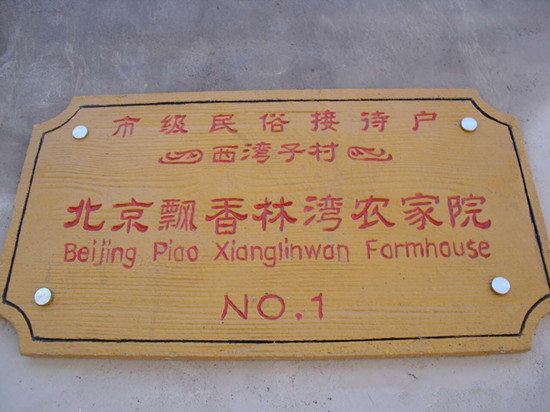 市级民俗接待户
西湾子村
北京飘香林湾农家院
Beijing Piao Xianglinwan Farmhouse
NO.1